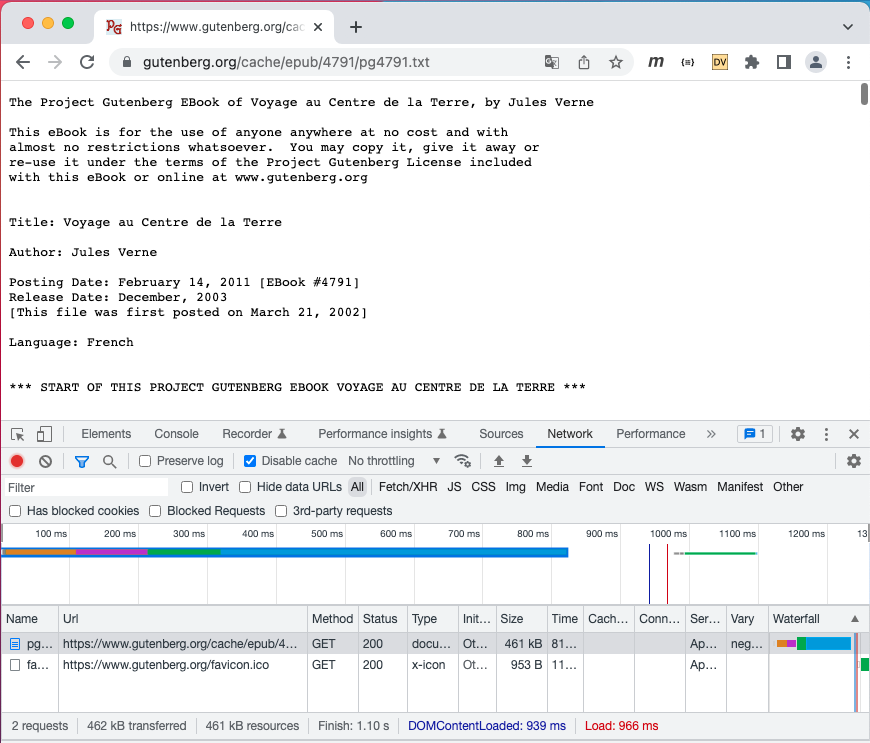 https://www.gutenberg.org/cac
gutenberg.org/cache/epub/4791/pg4791.txt
The Project Gutenberg EBook of Voyage au Centre de la Terre, by Jules Verne
This eBook is for the use of anyone anywhere at no cost and with
almost no restrictions whatsoever.  You may copy it, give it away or
re-use it under the terms of the Project Gutenberg License included
with this eBook or online at www.gutenberg.org
Title: Voyage au Centre de la Terre
Author: Jules Verne
Posting Date: February 14, 2011 [EBook #4791]
Release Date: December, 2003
[This file was first posted on March 21, 2002]
Language: French
*** START OF THIS PROJECT GUTENBERG EBOOK VOYAGE AU CENTRE DE LA TERRE ***
Elements Console Recorder Performance insights Sources Network Performance 1
Preserve log Disable cache No throttling
Filter Invert Hide data URLs All Fetch/XHR JS CSS Img Media Font Doc WS Wasm Manifest Other
Has blocked cookies Blocked Requests 3rd-party requests
100 ms 200 ms 300 ms 400 ms 500 ms 600 ms 700 ms 800 ms 900 ms 1000 ms 1100 ms 1200 ms 13
Name Url Method Status Type Init... Size Time Cach... Conn... Ser... Vary Waterfall
pg... https://www.gutenberg.org/cache/epub/4... GET 200 docu... Ot... 461 kB 81... Ap... neg...
fa... https://www.gutenberg.org/favicon.ico GET 200 x-icon Ot... 953 B 11... Ap...
2 requests 462 kB transferred 461 kB resources Finish: 1.10 s DOMContentLoaded: 939 ms Load: 966 ms